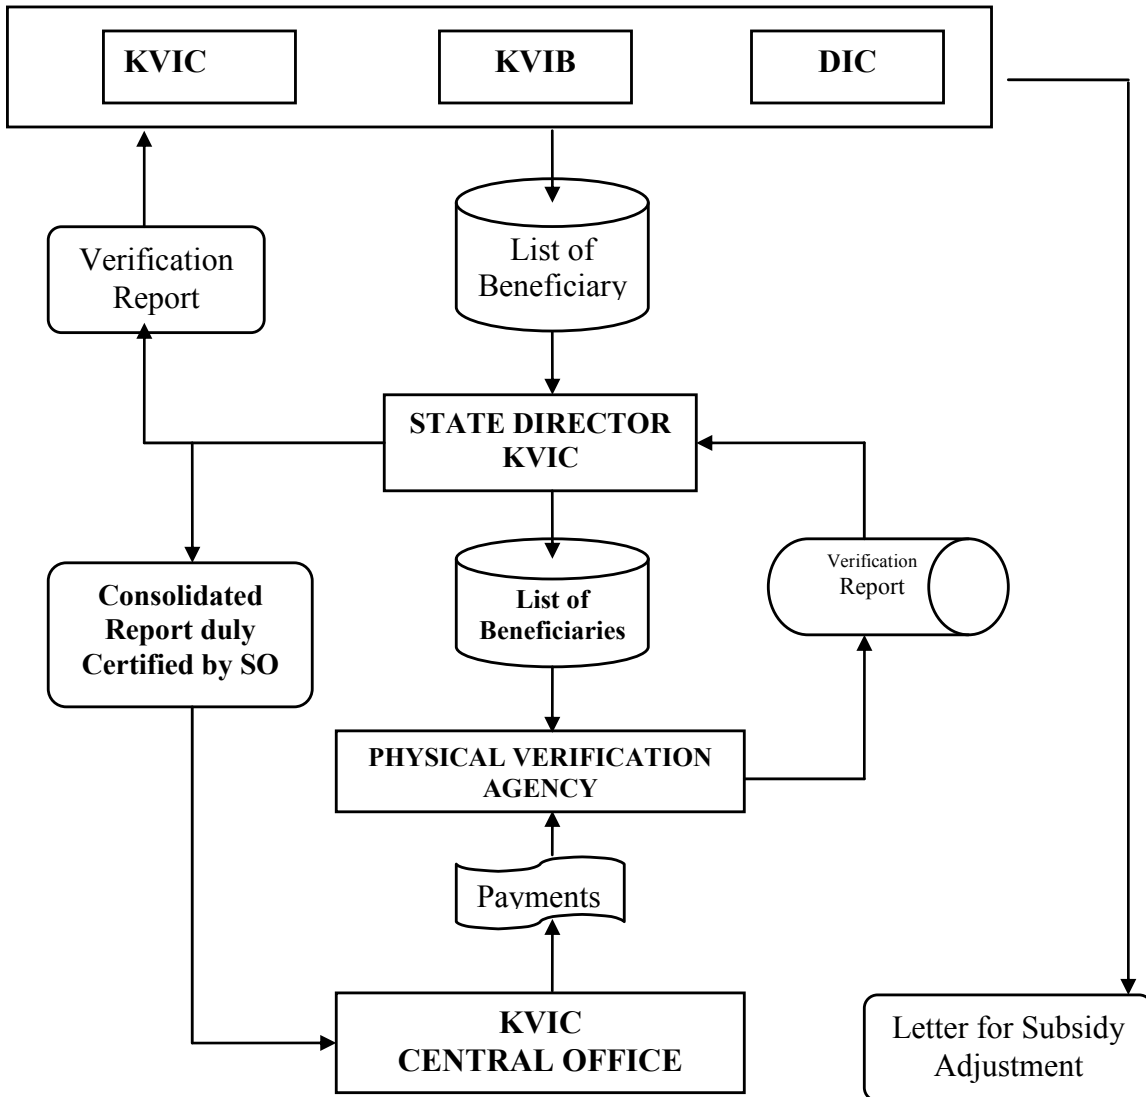 KVIC
KVIB
DIC
Verification
Report
List of
Beneficiary
STATE DIRECTOR
KVIC
Consolidated
Report duly
Certified by SO
List of
Beneficiaries
Verification
Report
PHYSICAL VERIFICATION
AGENCY
Payments
KVIC
CENTRAL OFFICE
Letter for Subsidy
Adjustment